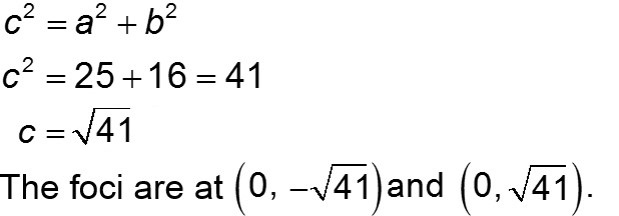 c² = a² + b²
c² = 25 + 16 = 41
c = √41
The foci are at (0, −√41) and (0, √41).